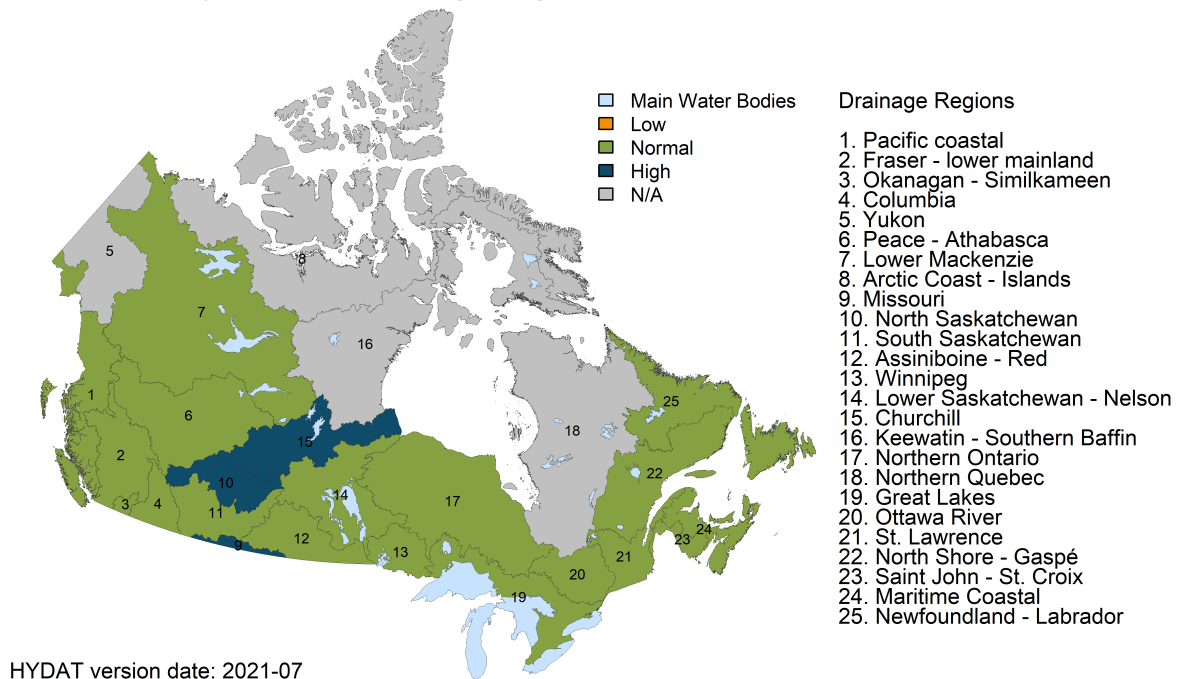 Main Water Bodies
Low
Normal
High
N/A
Drainage Regions
1. Pacific coastal
2. Fraser - lower mainland
3. Okanagan - Similkameen
4. Columbia
5. Yukon
6. Peace - Athabasca
7. Lower Mackenzie
8. Arctic Coast - Islands
9. Missouri
10. North Saskatchewan
11. South Saskatchewan
12. Assiniboine - Red
13. Winnipeg
14. Lower Saskatchewan - Nelson
15. Churchill
16. Keewatin - Southern Baffin
17. Northern Ontario
18. Northern Quebec
19. Great Lakes
20. Ottawa River
21. St. Lawrence
22. North Shore - Gaspé
23. Saint John - St. Croix
24. Maritime Coastal
25. Newfoundland - Labrador
5
8
7
16
1
6
25
15
18
2
10
22
14
17
3
4
11
12
9
13
24
23
21
20
19
HYDAT version date: 2021-07